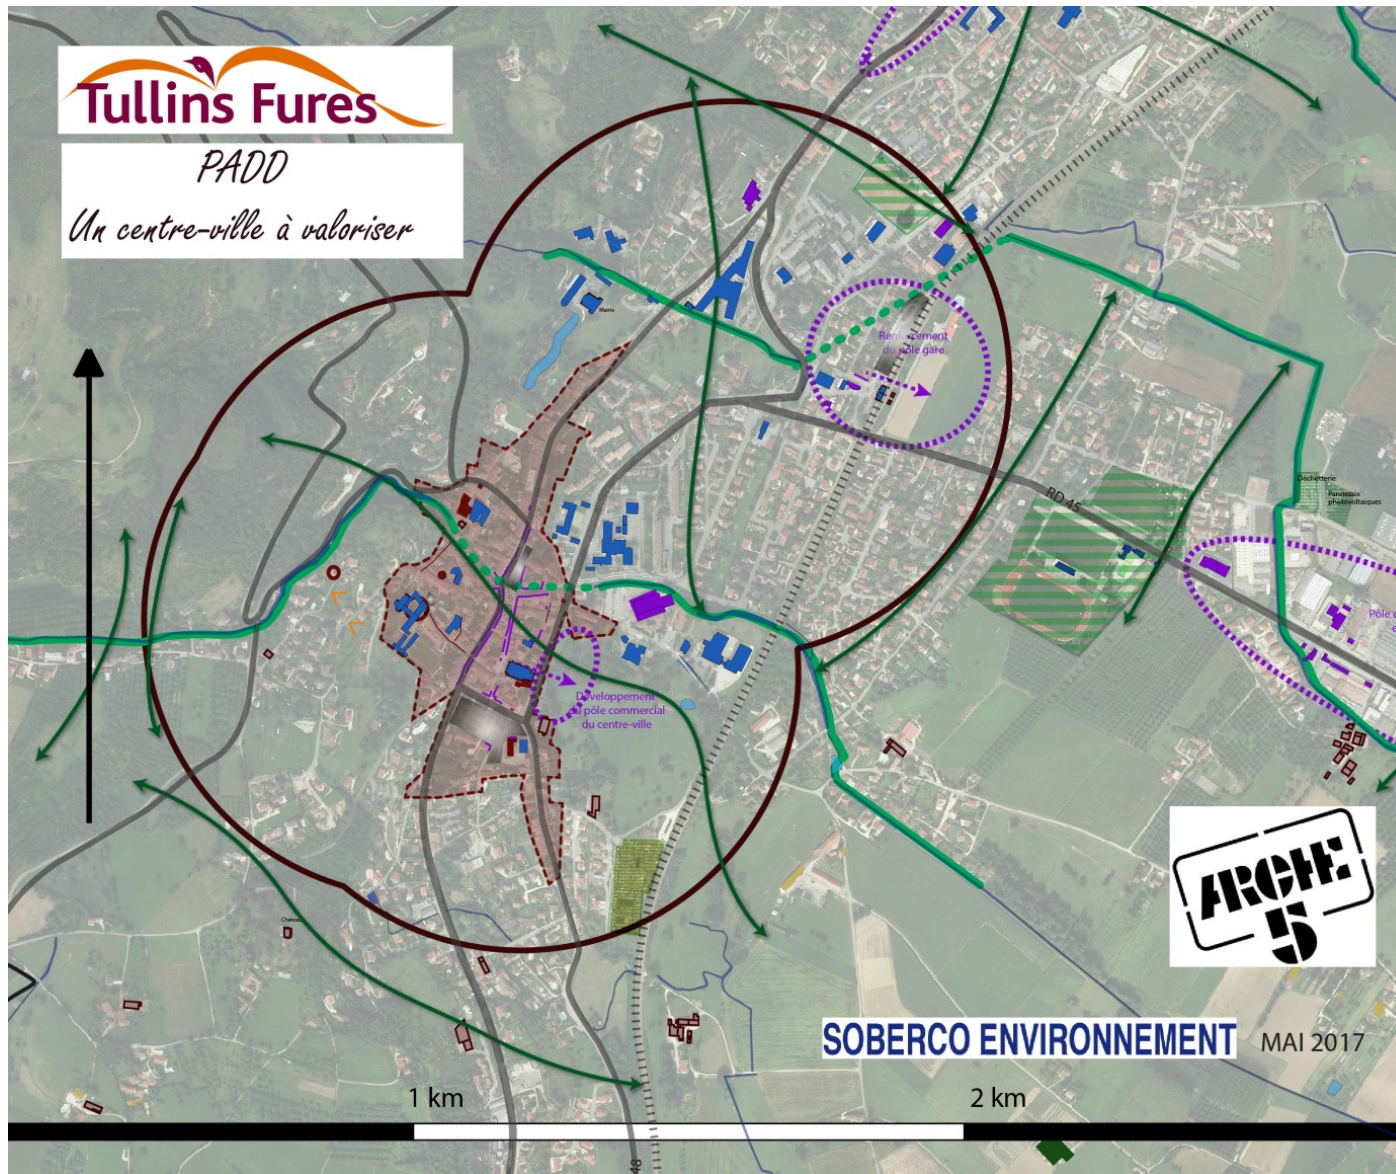 Tullins Fures
PADD
Un centre-ville à valoriser
Mairie
Renforcement
du pôle gare
RD 45
Déchetterie
Panneaux
photovoltaiques
Pôle
Développement
du pôle commercial
du centre-ville
ARCHE
5
SOBERCO ENVIRONNEMENT
MAI 2017
1 km
2 km
48